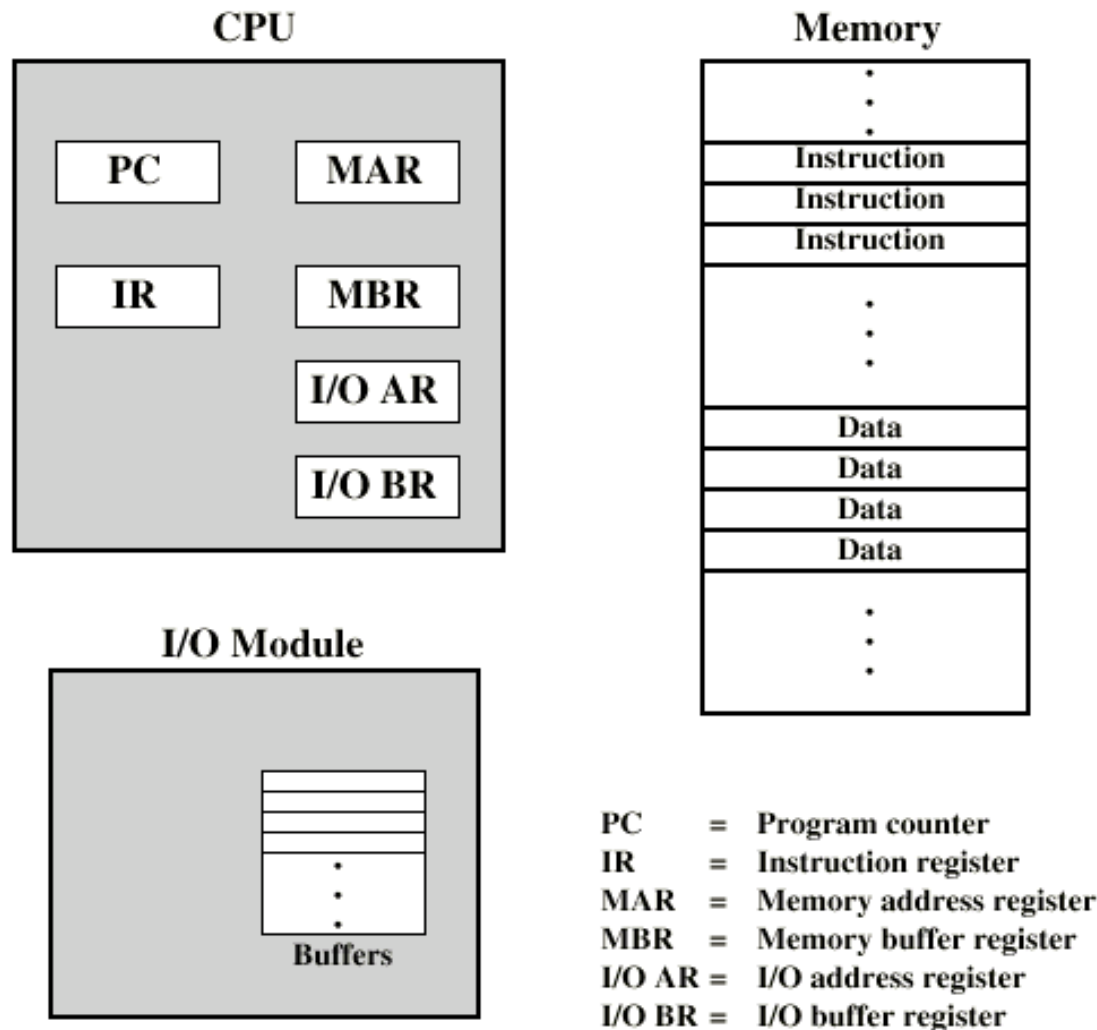 CPU
PC
MAR
IR
MBR
I/O AR
I/O BR
Memory
Instruction
Instruction
Instruction
Data
Data
Data
Data
I/O Module
Buffers
PC = Program counter
IR = Instruction register
MAR = Memory address register
MBR = Memory buffer register
I/O AR = I/O address register
I/O BR = I/O buffer register